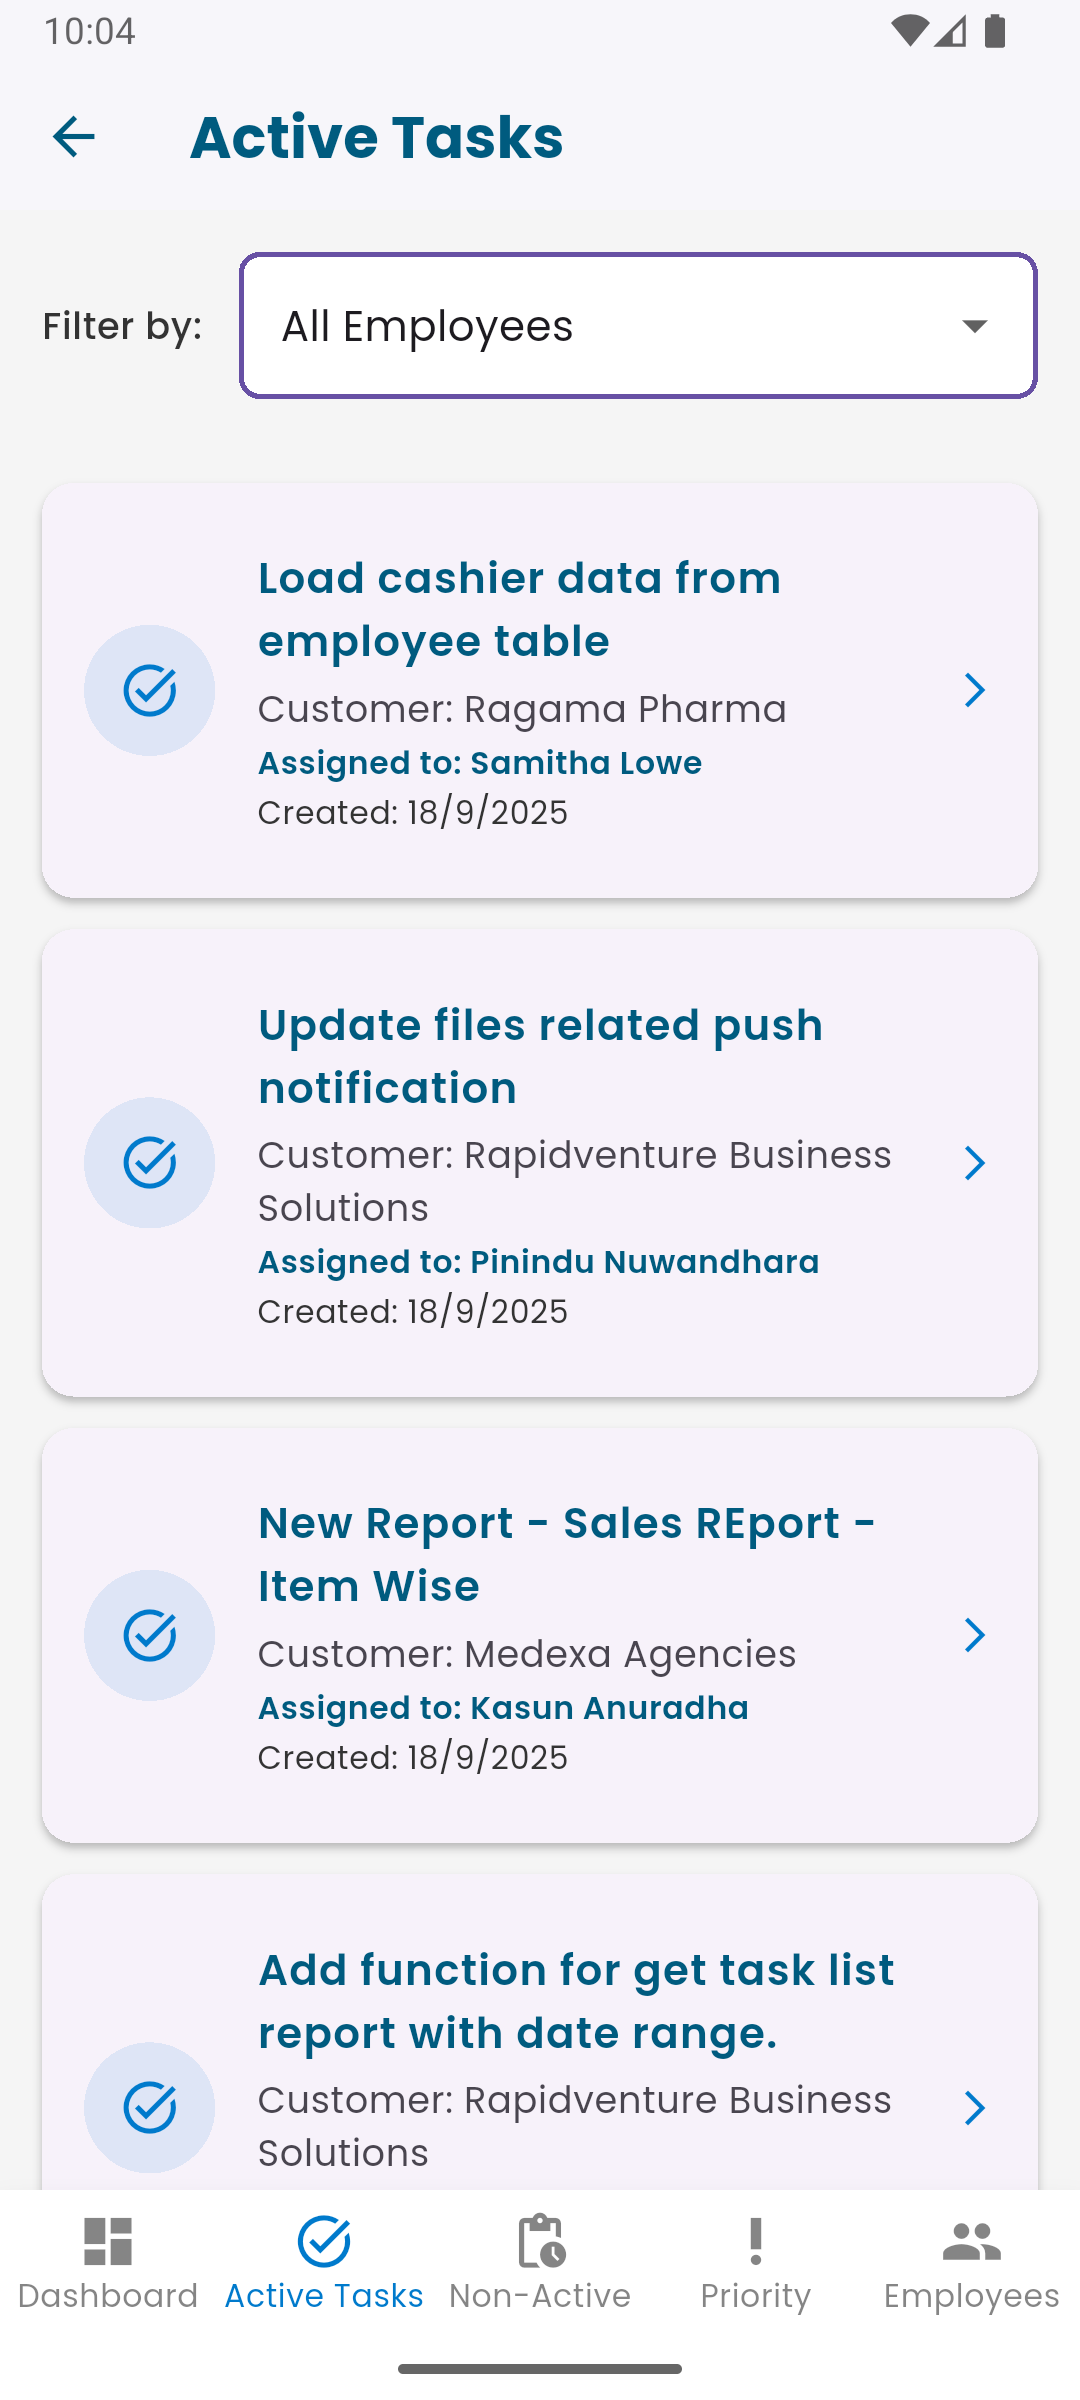 10:04
Active Tasks
Filter by:
All Employees
Load cashier data from
employee table
Customer: Ragama Pharma
Assigned to: Samitha Lowe
Created: 18/9/2025
Update files related push
notification
Customer: Rapidventure Business
Solutions
Assigned to: Pinindu Nuwandhara
Created: 18/9/2025
New Report - Sales REport -
Item Wise
Customer: Medexa Agencies
Assigned to: Kasun Anuradha
Created: 18/9/2025
Add function for get task list
report with date range.
Customer: Rapidventure Business
Solutions
Dashboard
Active Tasks
Non-Active
Priority
Employees